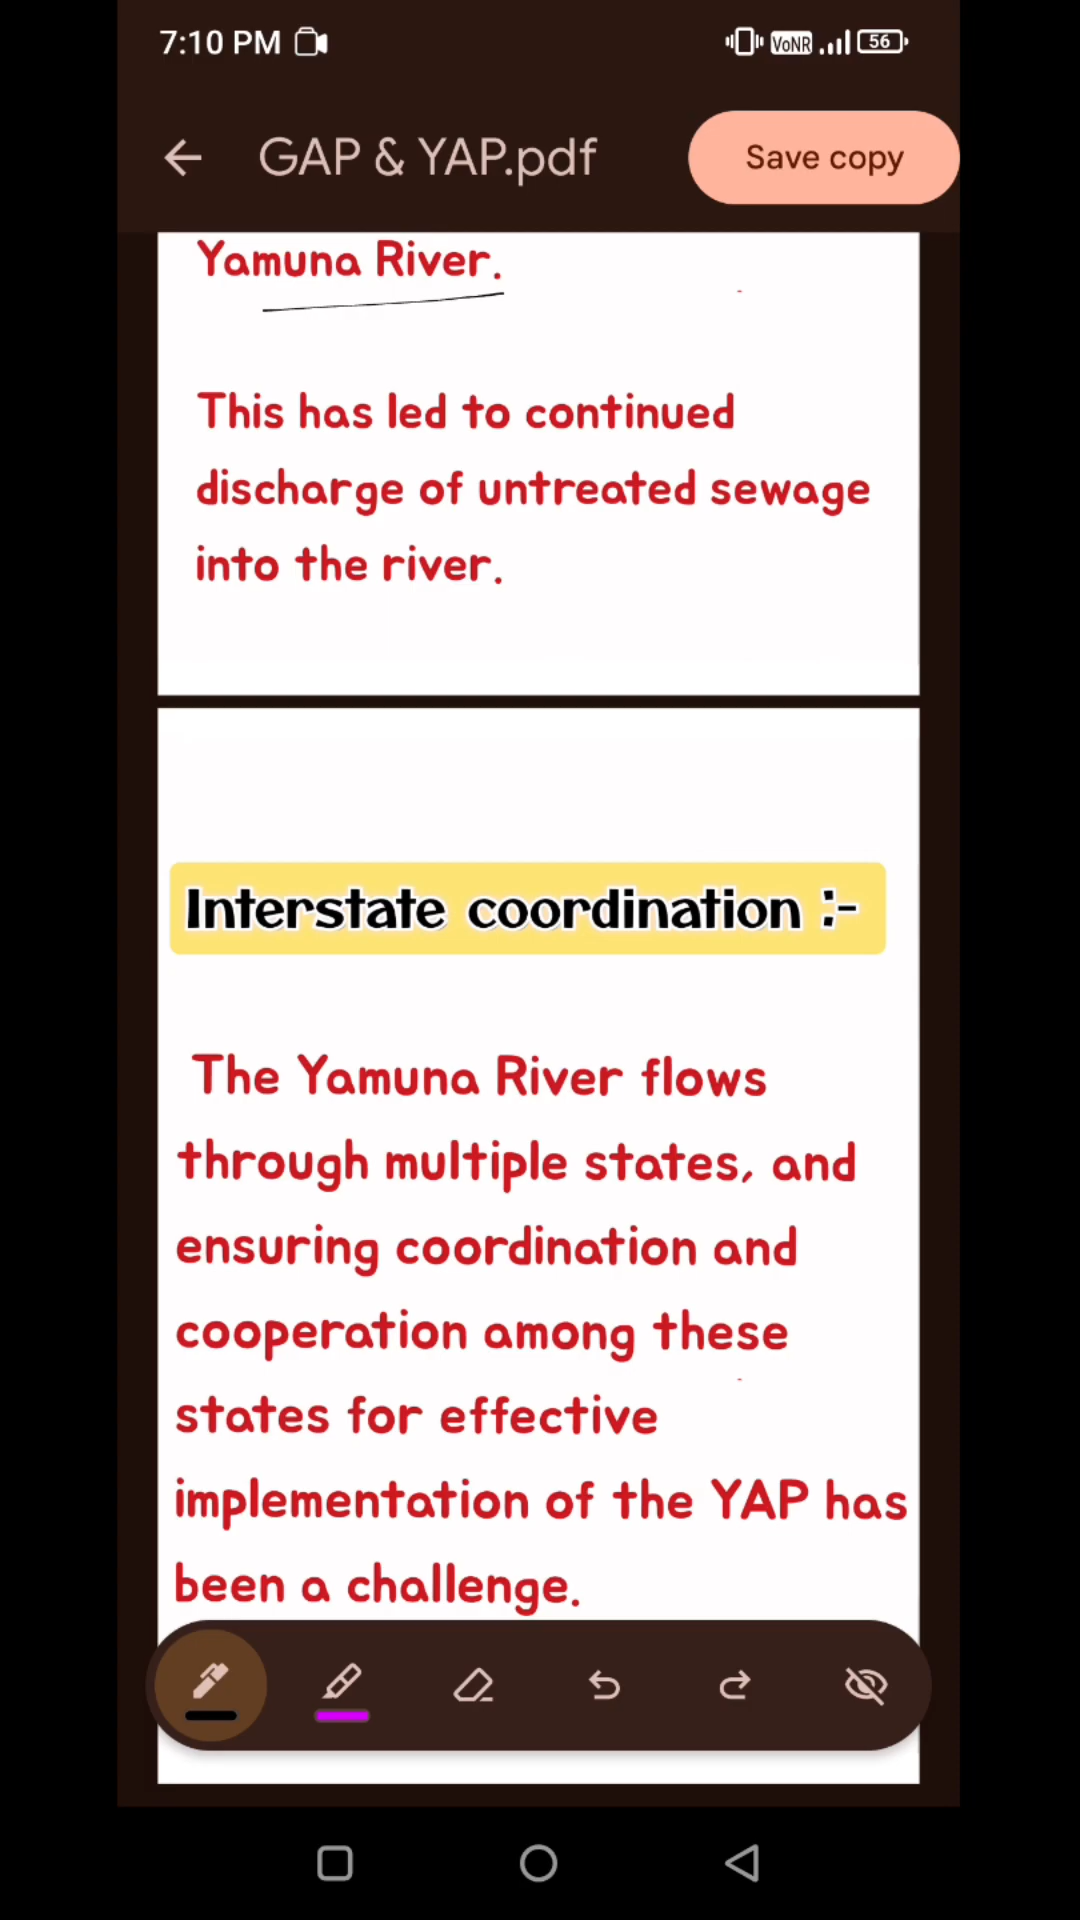 7:10 PM
VoNR
56
GAP & YAP.pdf
Save copy
Yamuna River.
This has led to continued
discharge of untreated sewage
into the river.
Interstate coordination :-
The Yamuna River flows
through multiple states, and
ensuring coordination and
cooperation among these
states for effective
implementation of the YAP has
been a challenge.